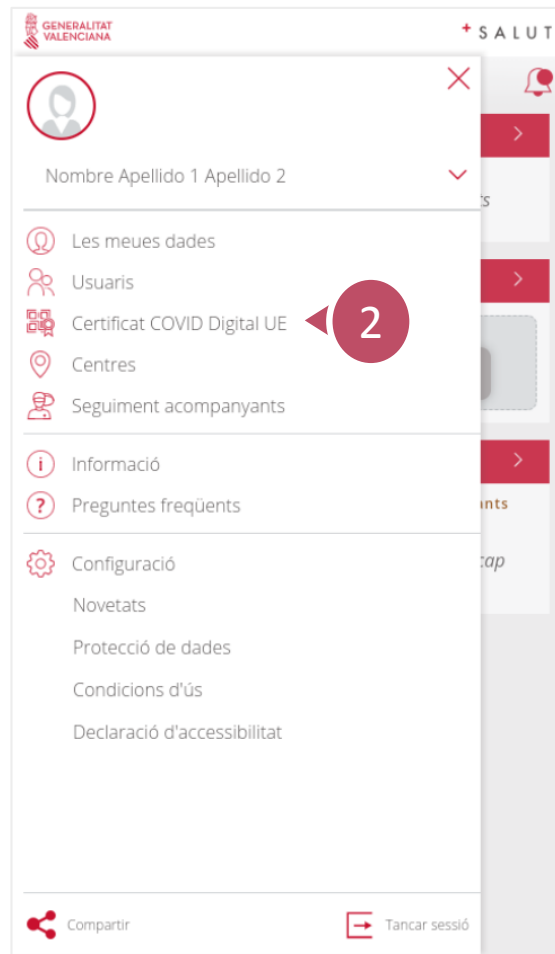 GENERALITAT
VALENCIANA
+SALUT
Nombre Apellido 1 Apellido 2
Les meues dades
Usuaris
Certificat COVID Digital UE
2
Centres
Seguiment acompanyants
Informació
Preguntes freqüents
Configuració
Novetats
Protecció de dades
Condicions d'ús
Declaració d'accessibilitat
Compartir
Tancar sessió
cap